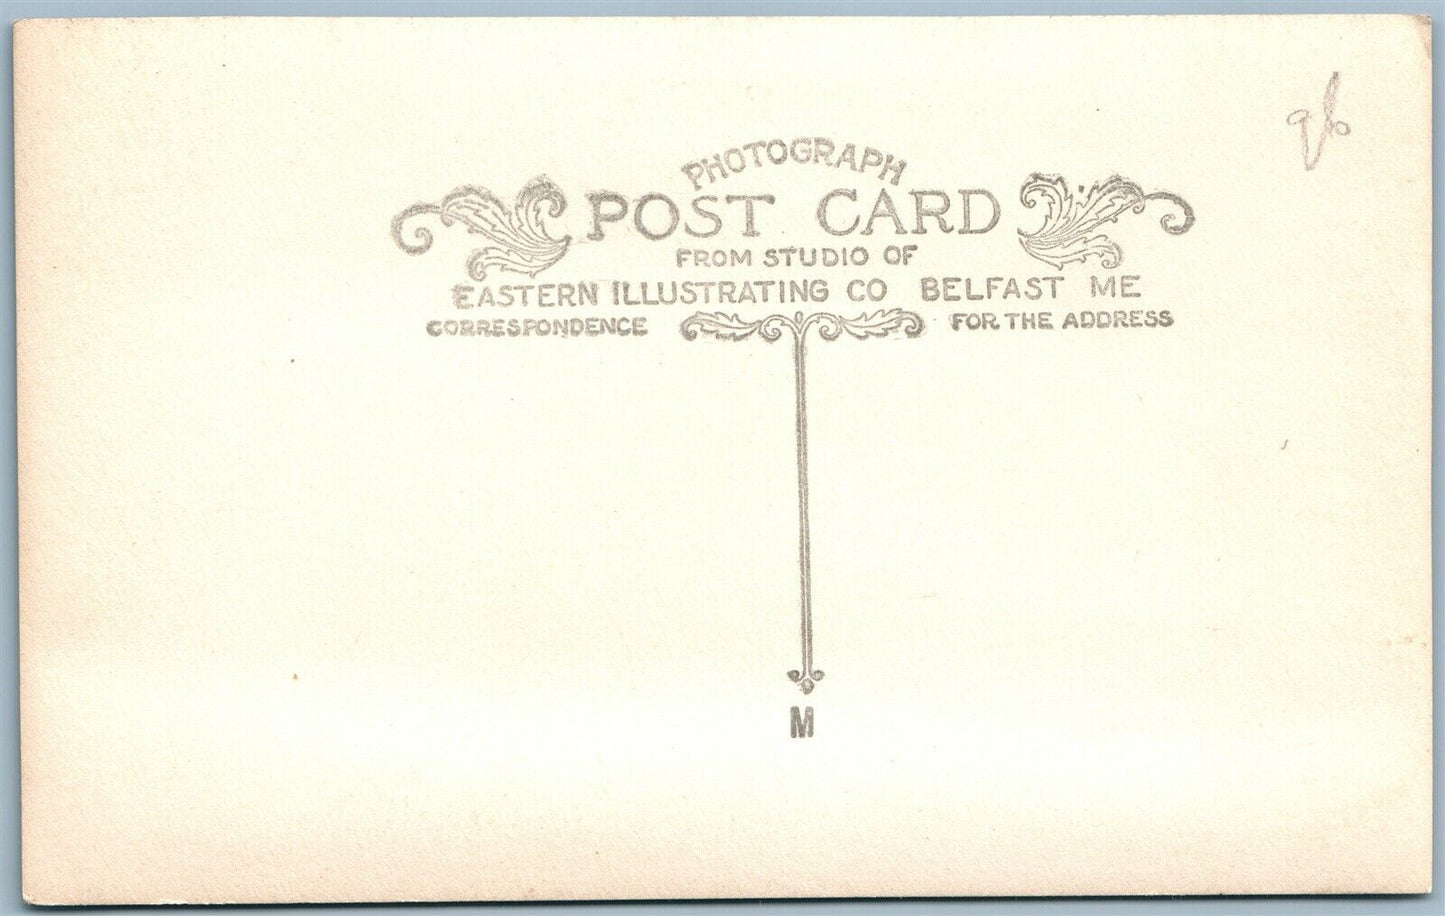 PHOTOGRAPH
POST CARD
FROM STUDIO OF
EASTERN ILLUSTRATING CO BELFAST ME
CORRESPONDENCE FOR THE ADDRESS
M